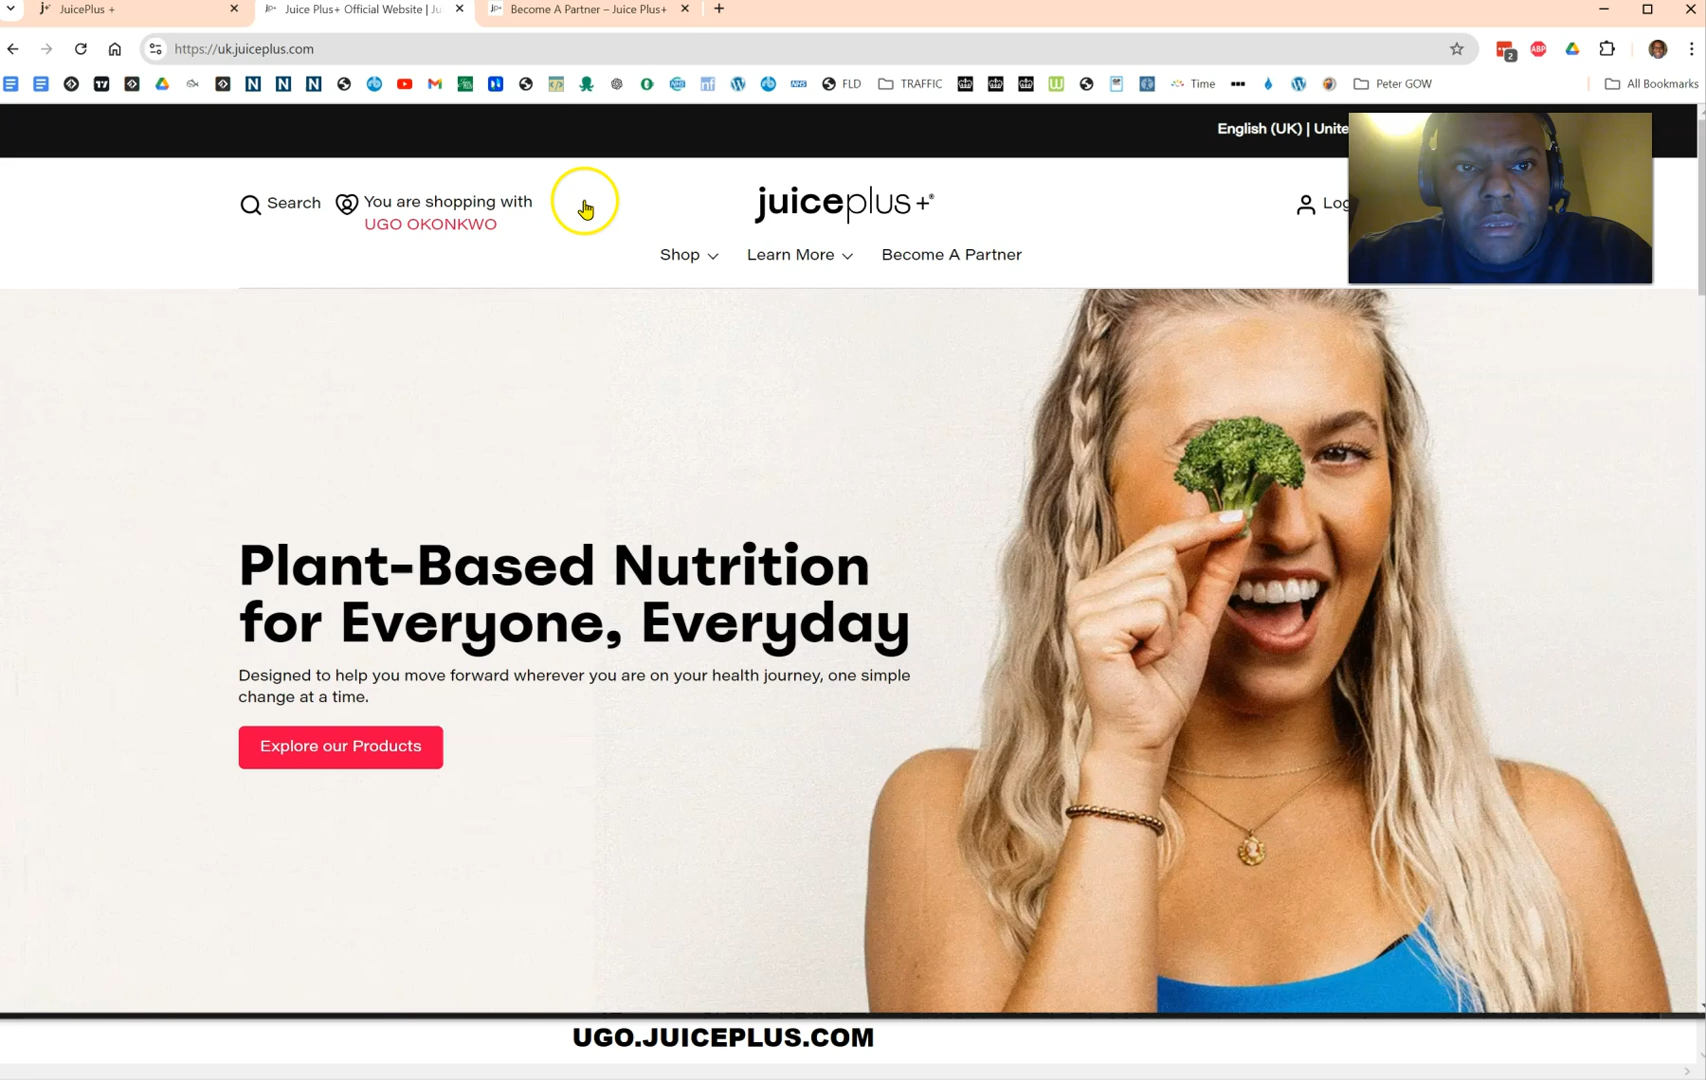 JuicePlus +
Juice Plus+ Official Website | Ju
Become A Partner – Juice Plus+
https://uk.juiceplus.com
2
ABP
FLD
TRAFFIC
Time
Peter GOW
All Bookmarks
English (UK) | Unite
Search
You are shopping with
UGO OKONKWO
juiceplus+®
Log
Shop
Learn More
Become A Partner
Plant-Based Nutrition
for Everyone, Everyday
Designed to help you move forward wherever you are on your health journey, one simple
change at a time.
Explore our Products
UGO.JUICEPLUS.COM